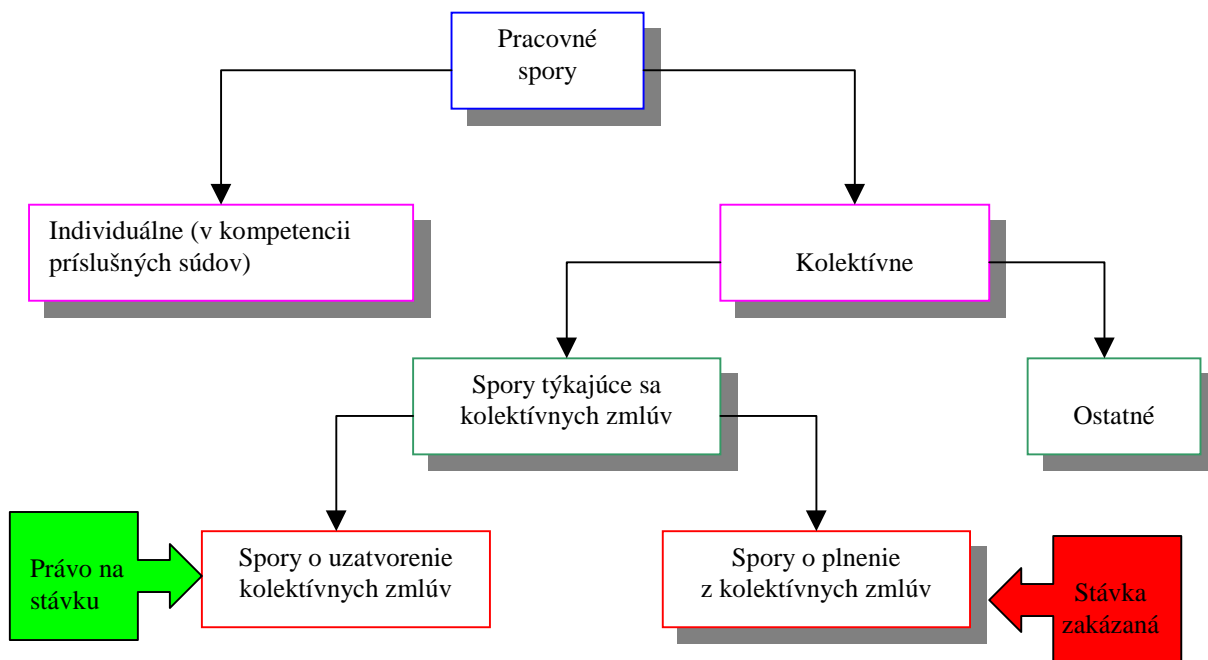 Pracovné
spory
Individuálne (v kompetencii
príslušných súdov)
Kolektívne
Spory týkajúce sa
kolektívnych zmlúv
Ostatné
Právo na
stávku
Spory o uzatvorenie
kolektívnych zmlúv
Spory o plnenie
z kolektívnych zmlúv
Stávka
zakázaná